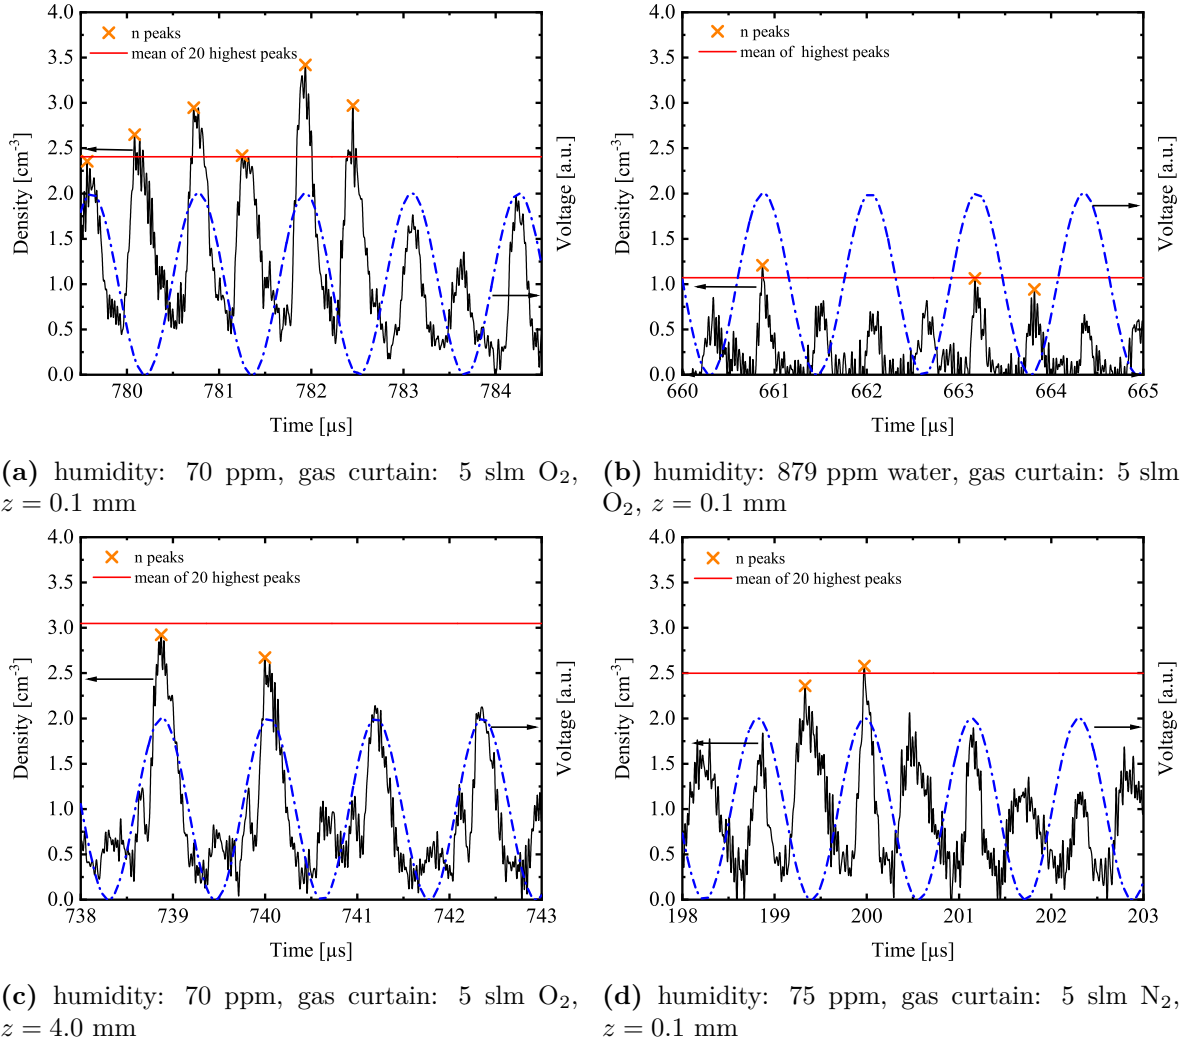 n peaks
mean of 20 highest peaks
4.0
3.5
3.0
2.5
2.0
1.5
1.0
0.5
0.0
Density [cm-3]
Voltage [a.u.]
780 781 782 783 784
Time [µs]
(a) humidity: 70 ppm, gas curtain: 5 slm O2,
z = 0.1 mm
n peaks
mean of highest peaks
4.0
3.5
3.0
2.5
2.0
1.5
1.0
0.5
0.0
Density [cm-3]
Voltage [a.u.]
660 661 662 663 664 665
Time [µs]
(b) humidity: 879 ppm water, gas curtain: 5 slm
O2, z = 0.1 mm
n peaks
mean of 20 highest peaks
4.0
3.5
3.0
2.5
2.0
1.5
1.0
0.5
0.0
Density [cm-3]
Voltage [a.u.]
738 739 740 741 742 743
Time [µs]
(c) humidity: 70 ppm, gas curtain: 5 slm O2,
z = 4.0 mm
n peaks
mean of 20 highest peaks
4.0
3.5
3.0
2.5
2.0
1.5
1.0
0.5
0.0
Density [cm-3]
Voltage [a.u.]
198 199 200 201 202 203
Time [µs]
(d) humidity: 75 ppm, gas curtain: 5 slm N2,
z = 0.1 mm